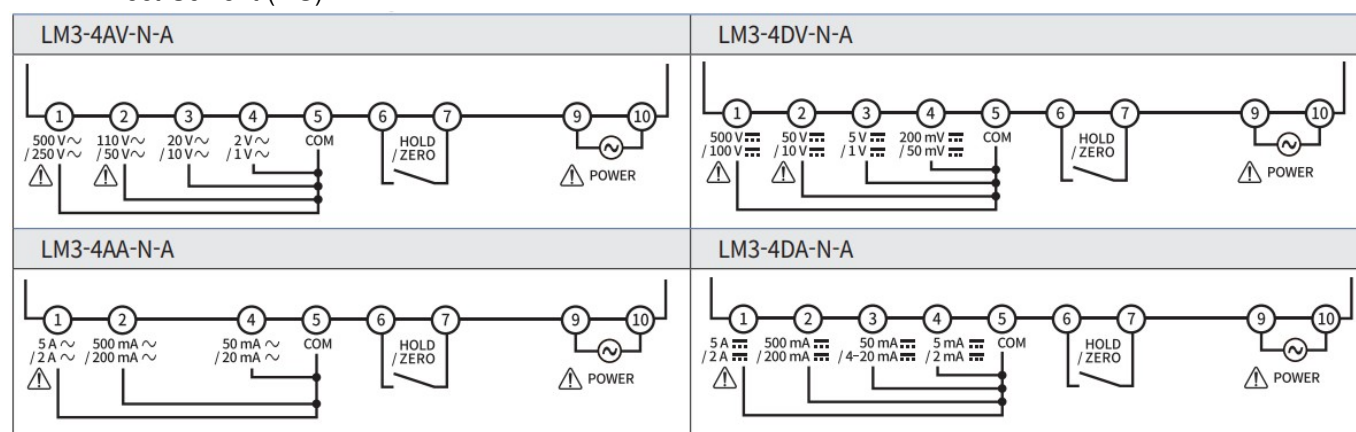 LM3-4AV-N-A
LM3-4DV-N-A
1 2 3 4 5 6 7 9 10
500 V~ 110 V~ 20 V~ 2 V~ COM HOLD
/ 250 V~ / 50 V~ / 10 V~ / 1 V~ / ZERO
POWER
1 2 3 4 5 6 7 9 10
500 V⎓ 50 V⎓ 5 V⎓ 200 mV⎓ COM HOLD
/ 100 V⎓ / 10 V⎓ / 1 V⎓ / 50 mV⎓ / ZERO
POWER
LM3-4AA-N-A
LM3-4DA-N-A
1 2 4 5 6 7 9 10
5 A~ 500 mA~ 50 mA~ COM HOLD
/ 2 A~ / 200 mA~ / 20 mA~ / ZERO
POWER
1 2 3 4 5 6 7 9 10
5 A⎓ 500 mA⎓ 50 mA⎓ 5 mA⎓ COM HOLD
/ 2 A⎓ / 200 mA⎓ / 4-20 mA⎓ / 2 mA⎓ / ZERO
POWER